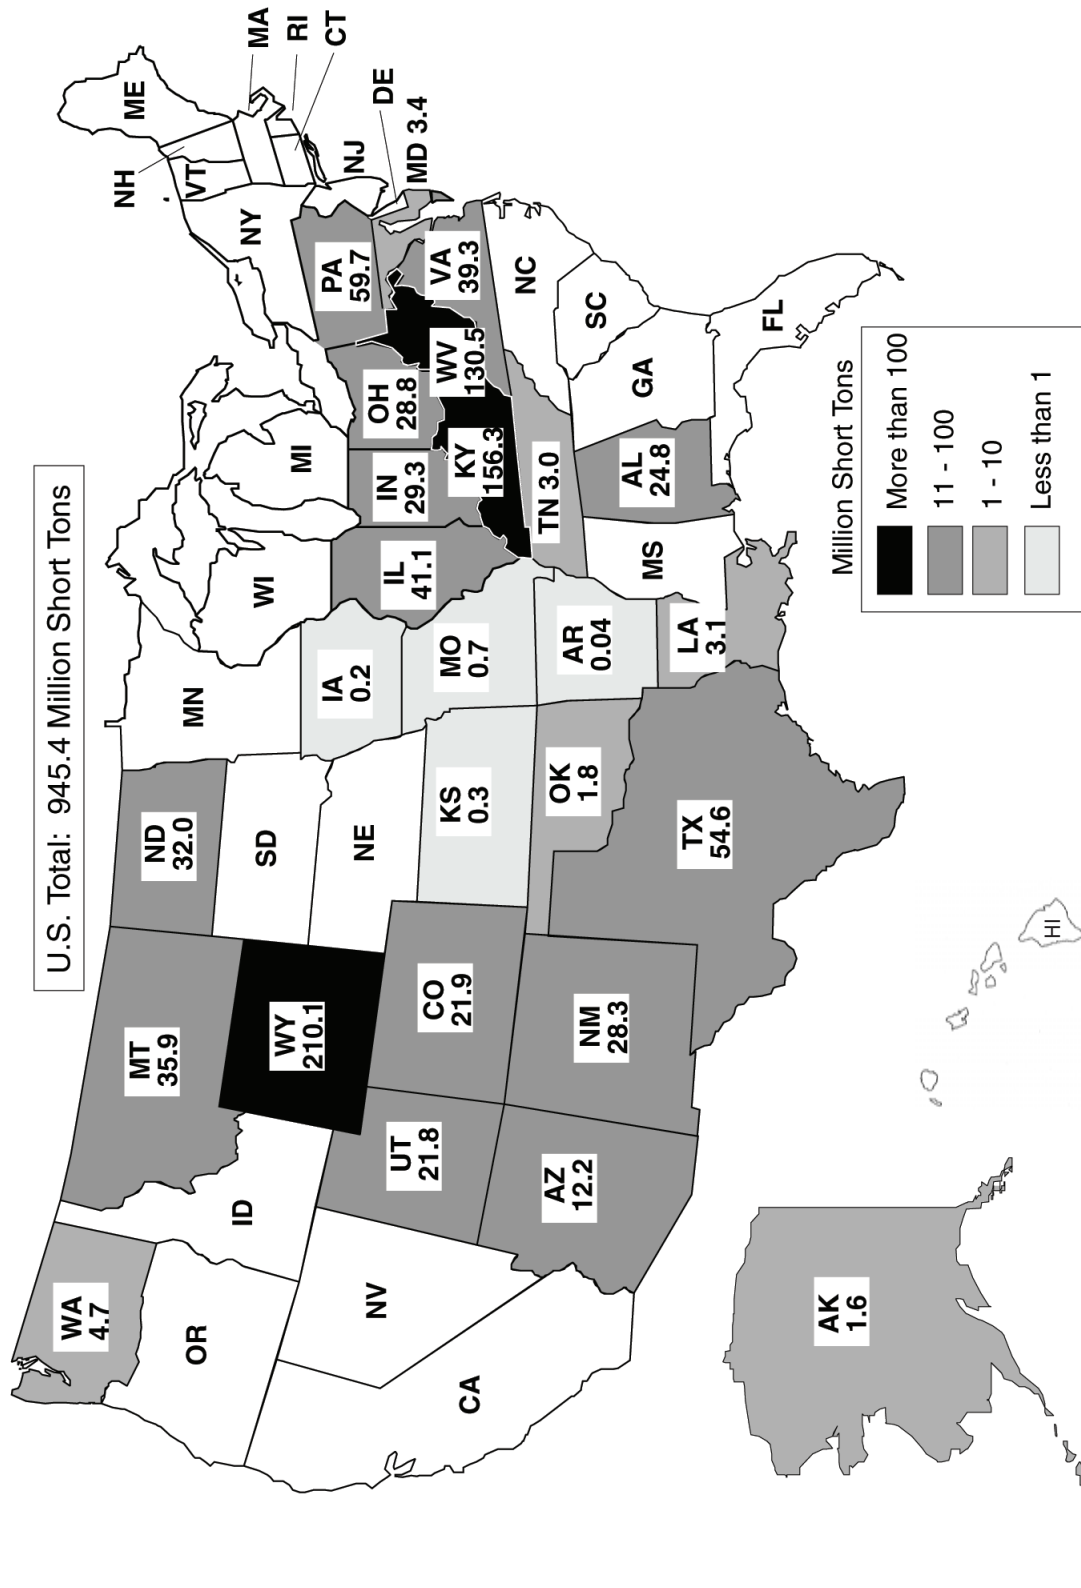 U.S. Total: 945.4 Million Short Tons
WA
4.7
OR
CA
NV
ID
MT
35.9
WY
210.1
UT
21.8
AZ
12.2
CO
21.9
NM
28.3
ND
32.0
SD
NE
KS
0.3
OK
1.8
TX
54.6
MN
IA
0.2
MO
0.7
AR
0.04
LA
3.1
WI
IL
41.1
MI
IN
29.3
OH
28.8
KY
156.3
TN 3.0
MS
AL
24.8
GA
FL
SC
NC
VA
39.3
WV
130.5
PA
59.7
NY
VT
NH
ME
MA
RI
CT
NJ
DE
MD 3.4
AK
1.6
HI
Million Short Tons
More than 100
11 - 100
1 - 10
Less than 1